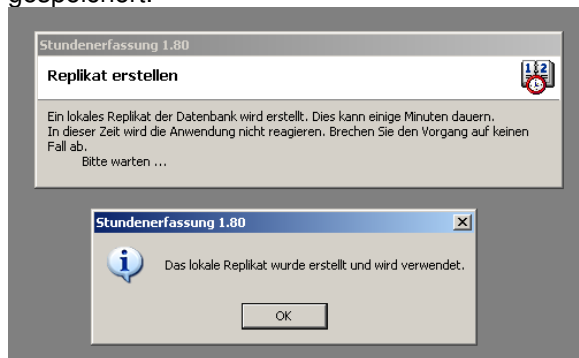 gespeichert.
Stundenerfassung 1.80
Replikat erstellen
12
Ein lokales Replikat der Datenbank wird erstellt. Dies kann einige Minuten dauern.
In dieser Zeit wird die Anwendung nicht reagieren. Brechen Sie den Vorgang auf keinen
Fall ab.
Bitte warten ...
Stundenerfassung 1.80
Das lokale Replikat wurde erstellt und wird verwendet.
OK